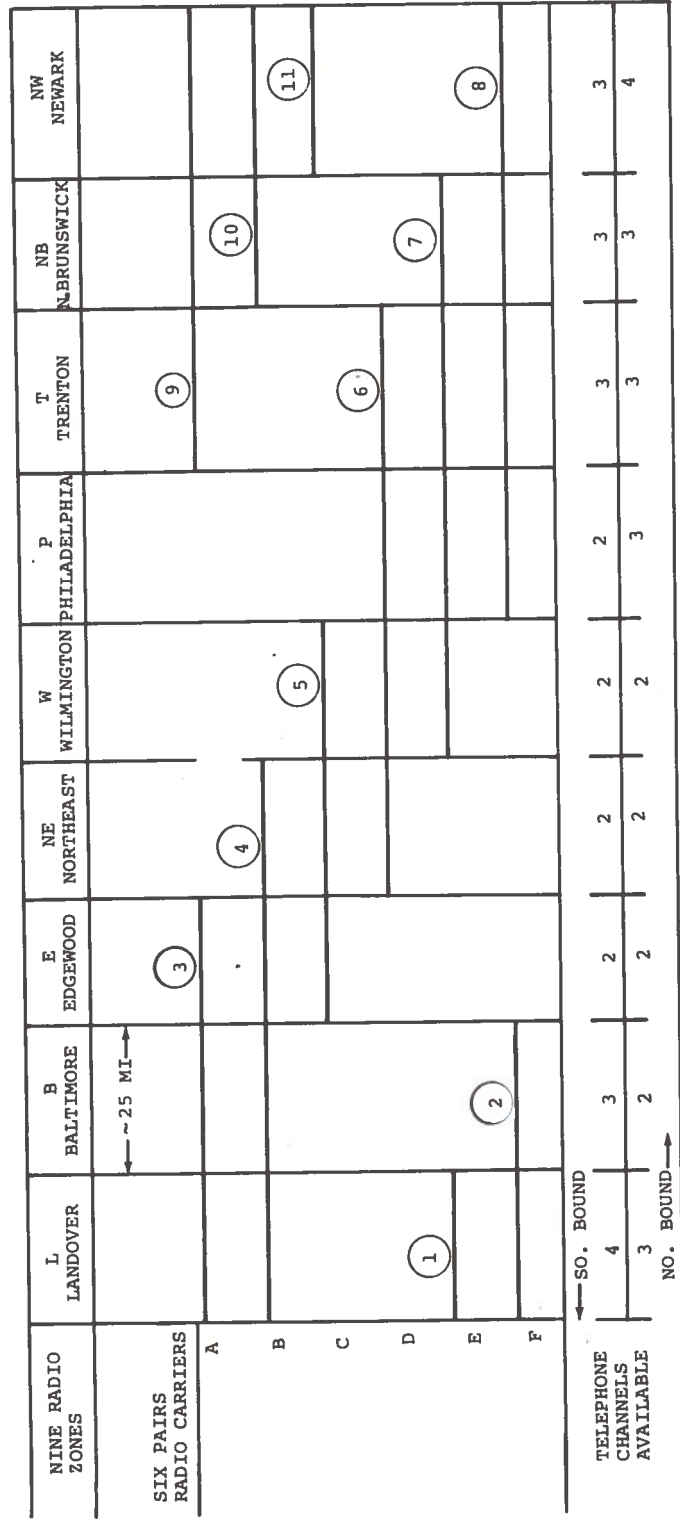 NINE RADIO
ZONES
L
LANDOVER
B
BALTIMORE
E
EDGEWOOD
NE
NORTHEAST
W
WILMINGTON
P
PHILADELPHIA
T
TRENTON
NB
N.BRUNSWICK
NW
NEWARK
SIX PAIRS
RADIO CARRIERS
~25 MI
A
B
C
D
E
F
1
2
3
4
5
6
7
8
9
10
11
SO. BOUND
TELEPHONE
CHANNELS
AVAILABLE
4 3 2 2 2 2 3 3 3
3 2 2 2 2 3 3 3 4
NO. BOUND